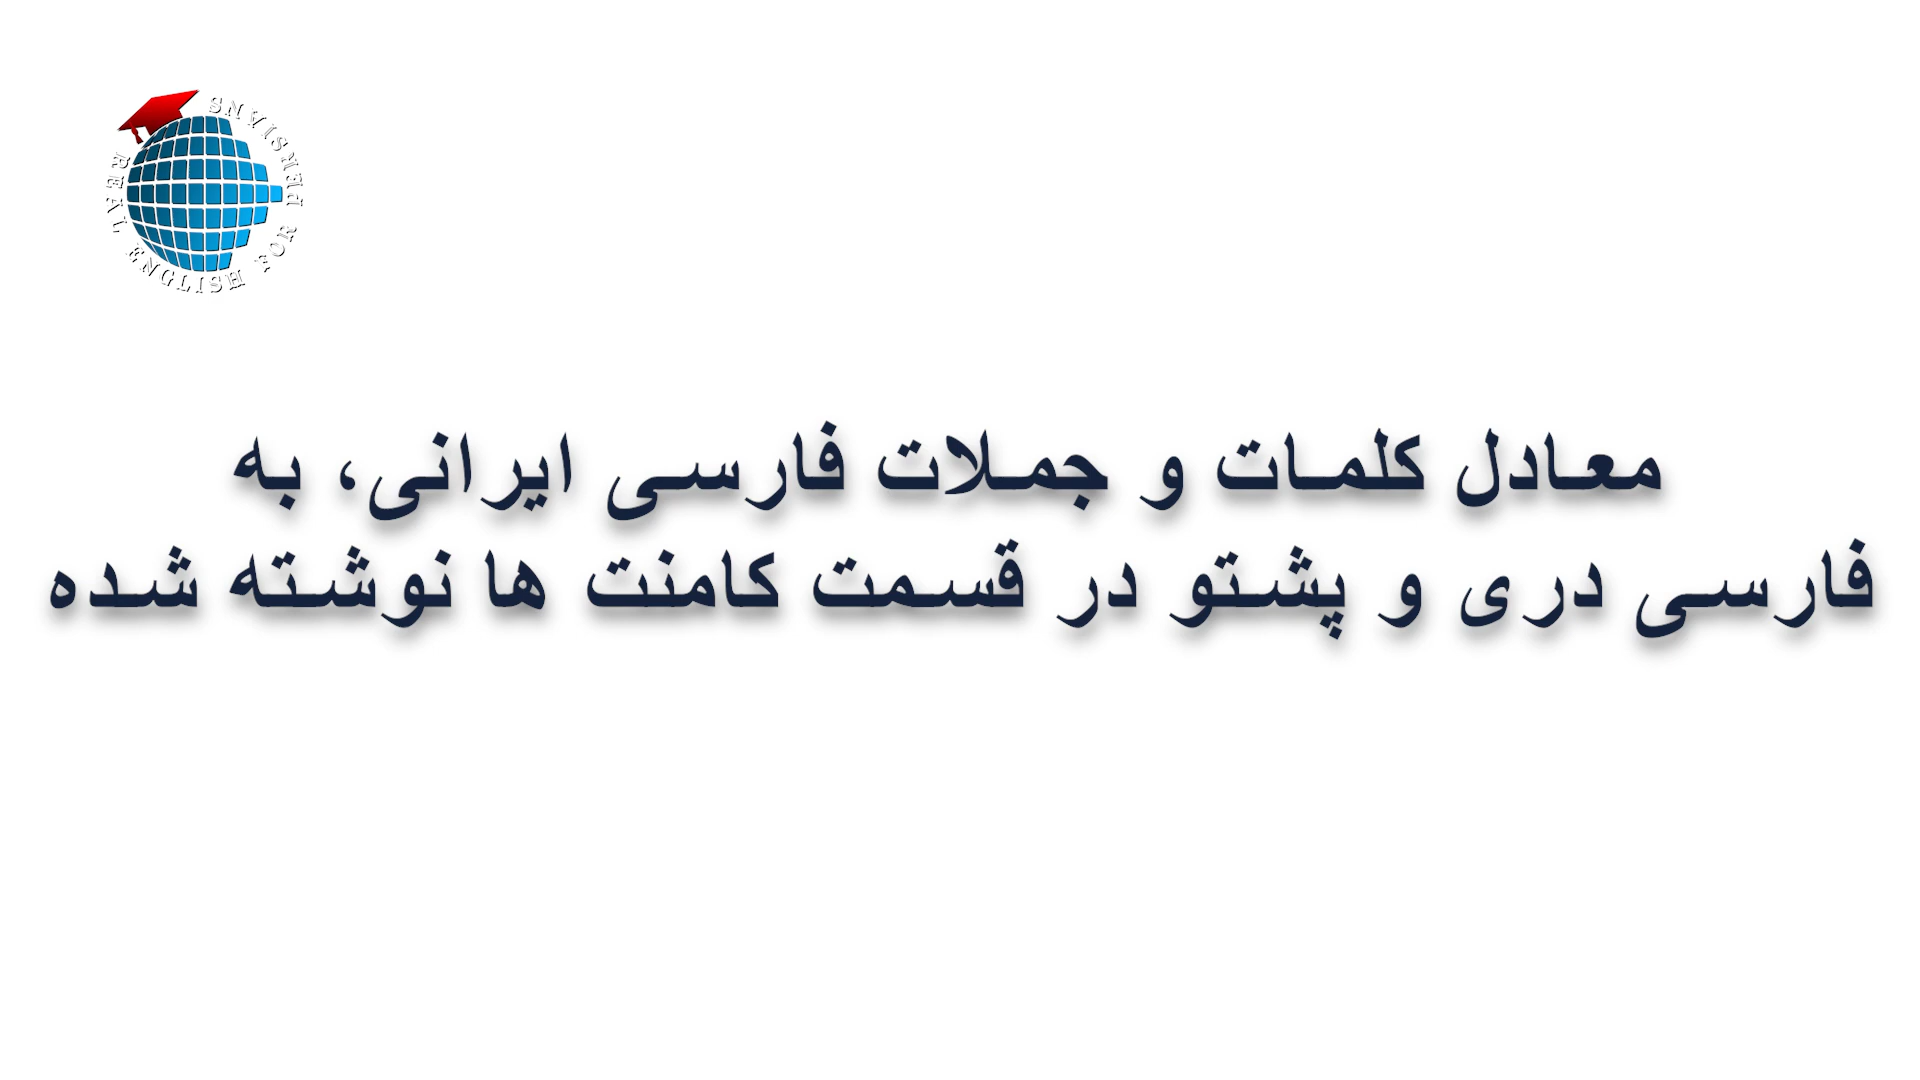 REAL ENGLISH FOR PERSIANS
معادل کلمات و جملات فارسی ایرانی، به
فارسی دری و پشتو در قسمت کامنت ها نوشته شده